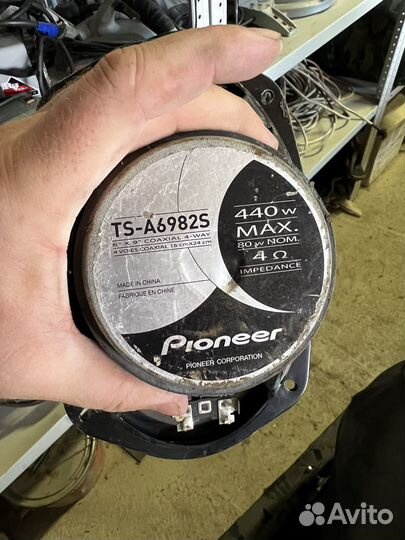 TS-A6982S
6" X 9" COAXIAL 4-WAY
4 VOIES COAXIAL 16 cm X 24 cm
MADE IN CHINA
FABRIQUE EN CHINE
440 W
MAX.
80 W NOM.
4 Ω
IMPEDANCE
Pioneer
PIONEER CORPORATION
Avito